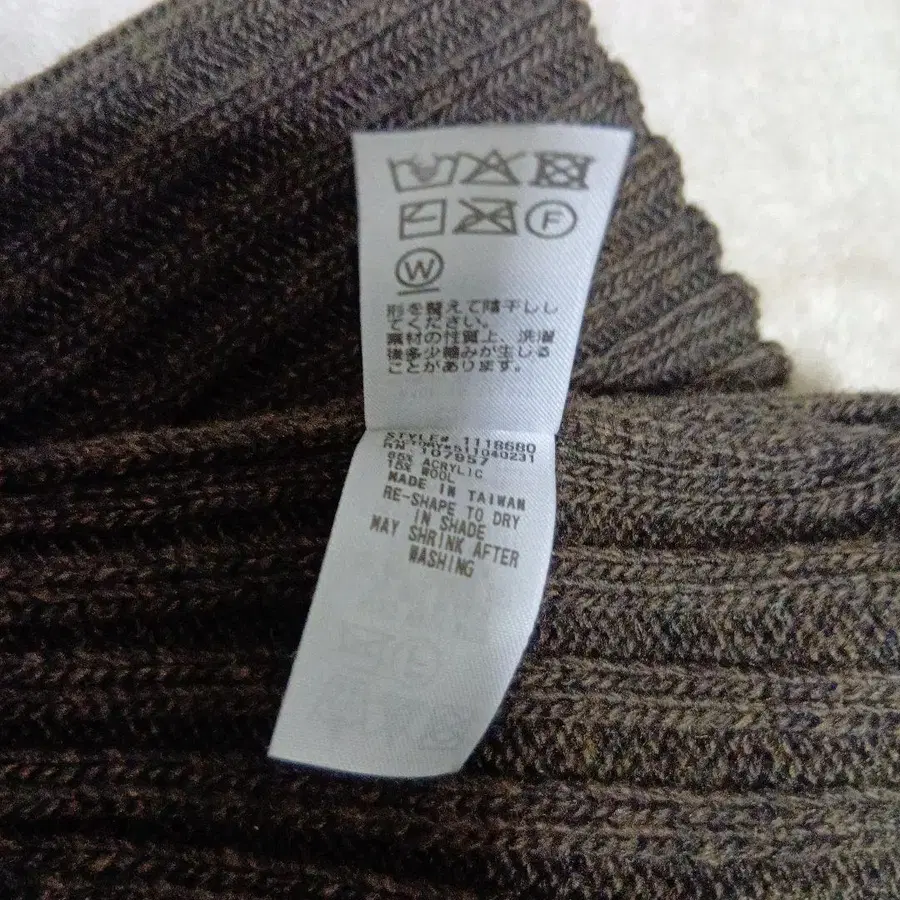 F
W
形を整えて陰干しし
てください。
素材の性質上、洗濯
後多少縮みが生じる
ことがあります。
STYLE# 1118680
RN 107957
85% ACRYLIC
15% WOOL
MADE IN TAIWAN
RE-SHAPE TO DRY
IN SHADE
MAY SHRINK AFTER
WASHING